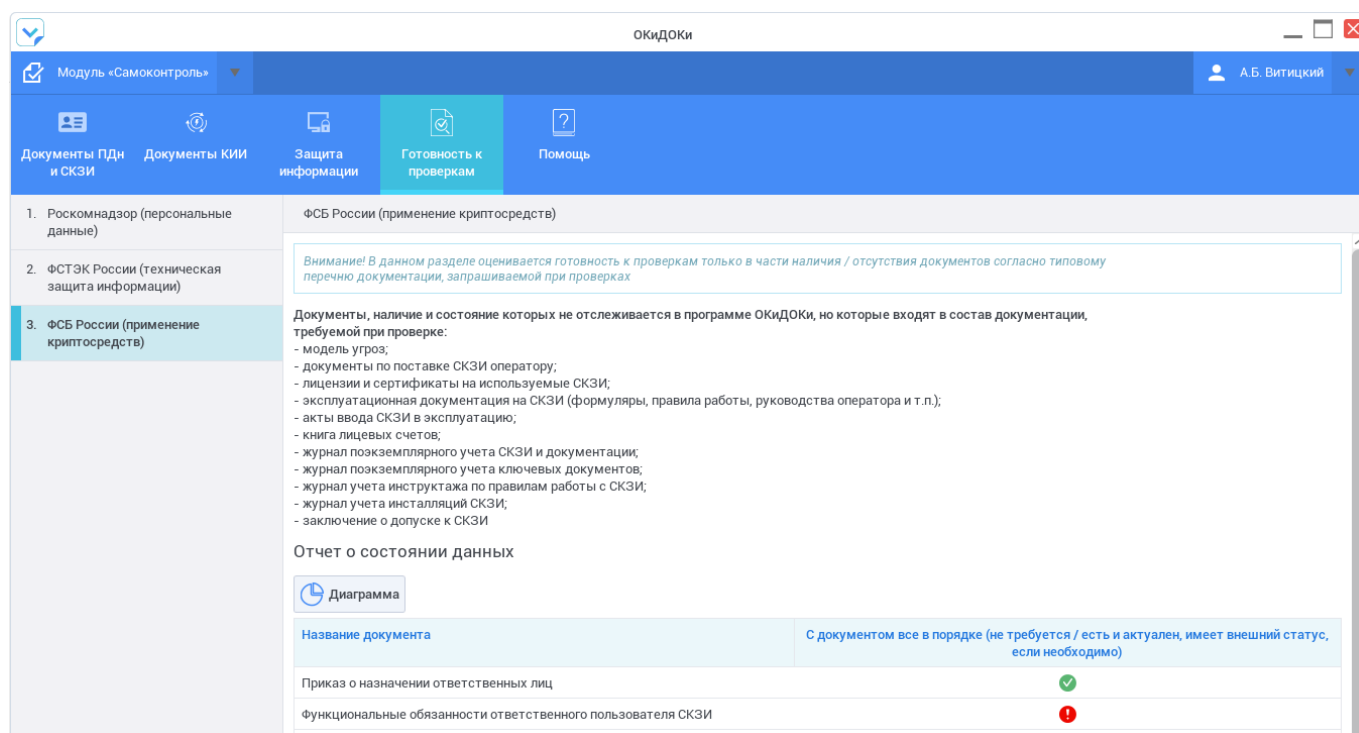 ОКиДОКи
Модуль «Самоконтроль»
А.Б. Витицкий
Документы ПДн
и СКЗИ
Документы КИИ
Защита
информации
Готовность к
проверкам
Помощь
1. Роскомнадзор (персональные
данные)
2. ФСТЭК России (техническая
защита информации)
3. ФСБ России (применение
криптосредств)
ФСБ России (применение криптосредств)
Внимание! В данном разделе оценивается готовность к проверкам только в части наличия / отсутствия документов согласно типовому
перечню документации, запрашиваемой при проверках
Документы, наличие и состояние которых не отслеживается в программе ОКиДОКи, но которые входят в состав документации,
требуемой при проверке:
- модель угроз;
- документы по поставке СКЗИ оператору;
- лицензии и сертификаты на используемые СКЗИ;
- эксплуатационная документация на СКЗИ (формуляры, правила работы, руководства оператора и т.п.);
- акты ввода СКЗИ в эксплуатацию;
- книга лицевых счетов;
- журнал поэкземплярного учета СКЗИ и документации;
- журнал поэкземплярного учета ключевых документов;
- журнал учета инструктажа по правилам работы с СКЗИ;
- журнал учета инсталляций СКЗИ;
- заключение о допуске к СКЗИ
Отчет о состоянии данных
Диаграмма
Название документа
С документом все в порядке (не требуется / есть и актуален, имеет внешний статус,
если необходимо)
Приказ о назначении ответственных лиц
Функциональные обязанности ответственного пользователя СКЗИ